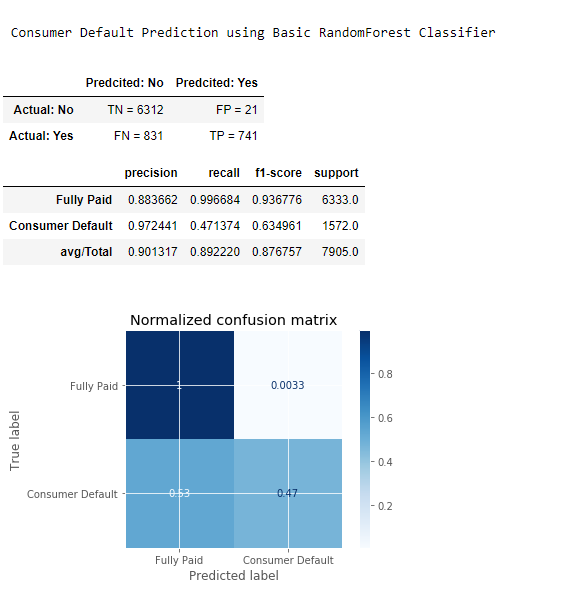 Consumer Default Prediction using Basic RandomForest Classifier
Predcited: No Predcited: Yes
Actual: No TN = 6312 FP = 21
Actual: Yes FN = 831 TP = 741
precision recall f1-score support
Fully Paid 0.883662 0.996684 0.936776 6333.0
Consumer Default 0.972441 0.471374 0.634961 1572.0
avg/Total 0.901317 0.892220 0.876757 7905.0
Normalized confusion matrix
Fully Paid 1 0.0033
Consumer Default 0.53 0.47
0.8
0.6
0.4
0.2
True label
Fully Paid Consumer Default
Predicted label